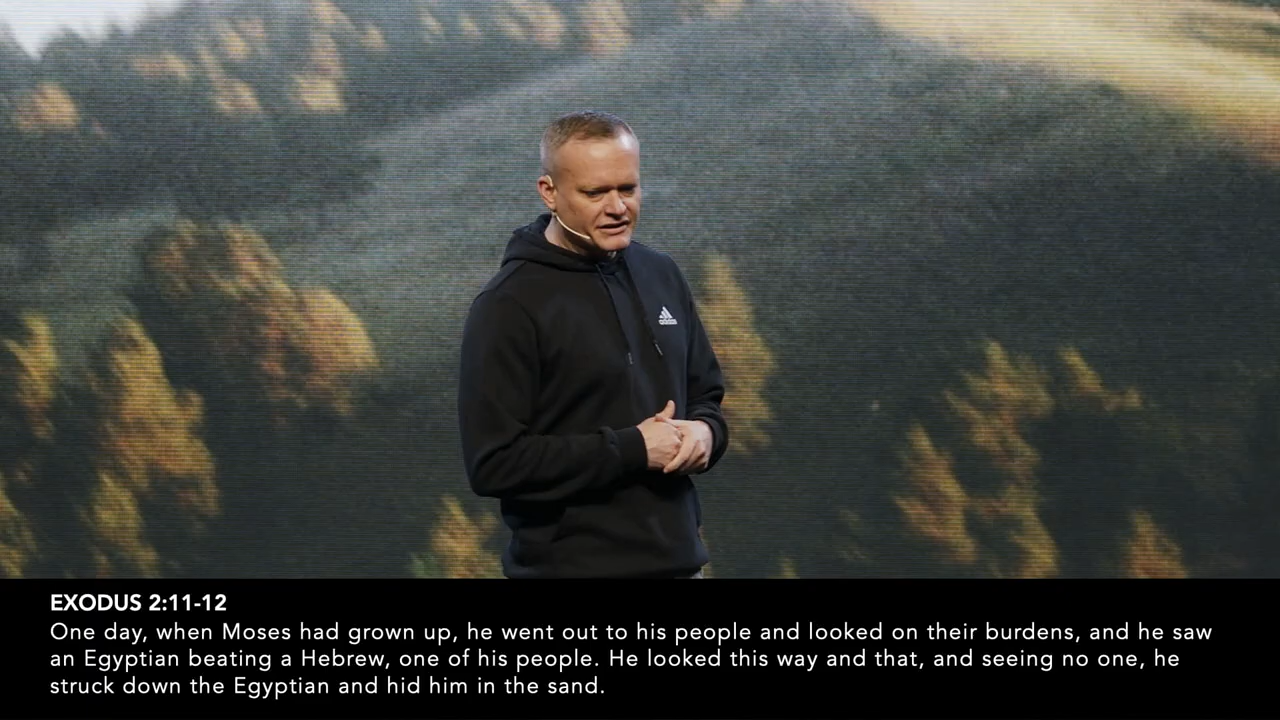 adidas
EXODUS 2:11-12
One day, when Moses had grown up, he went out to his people and looked on their burdens, and he saw
an Egyptian beating a Hebrew, one of his people. He looked this way and that, and seeing no one, he
struck down the Egyptian and hid him in the sand.